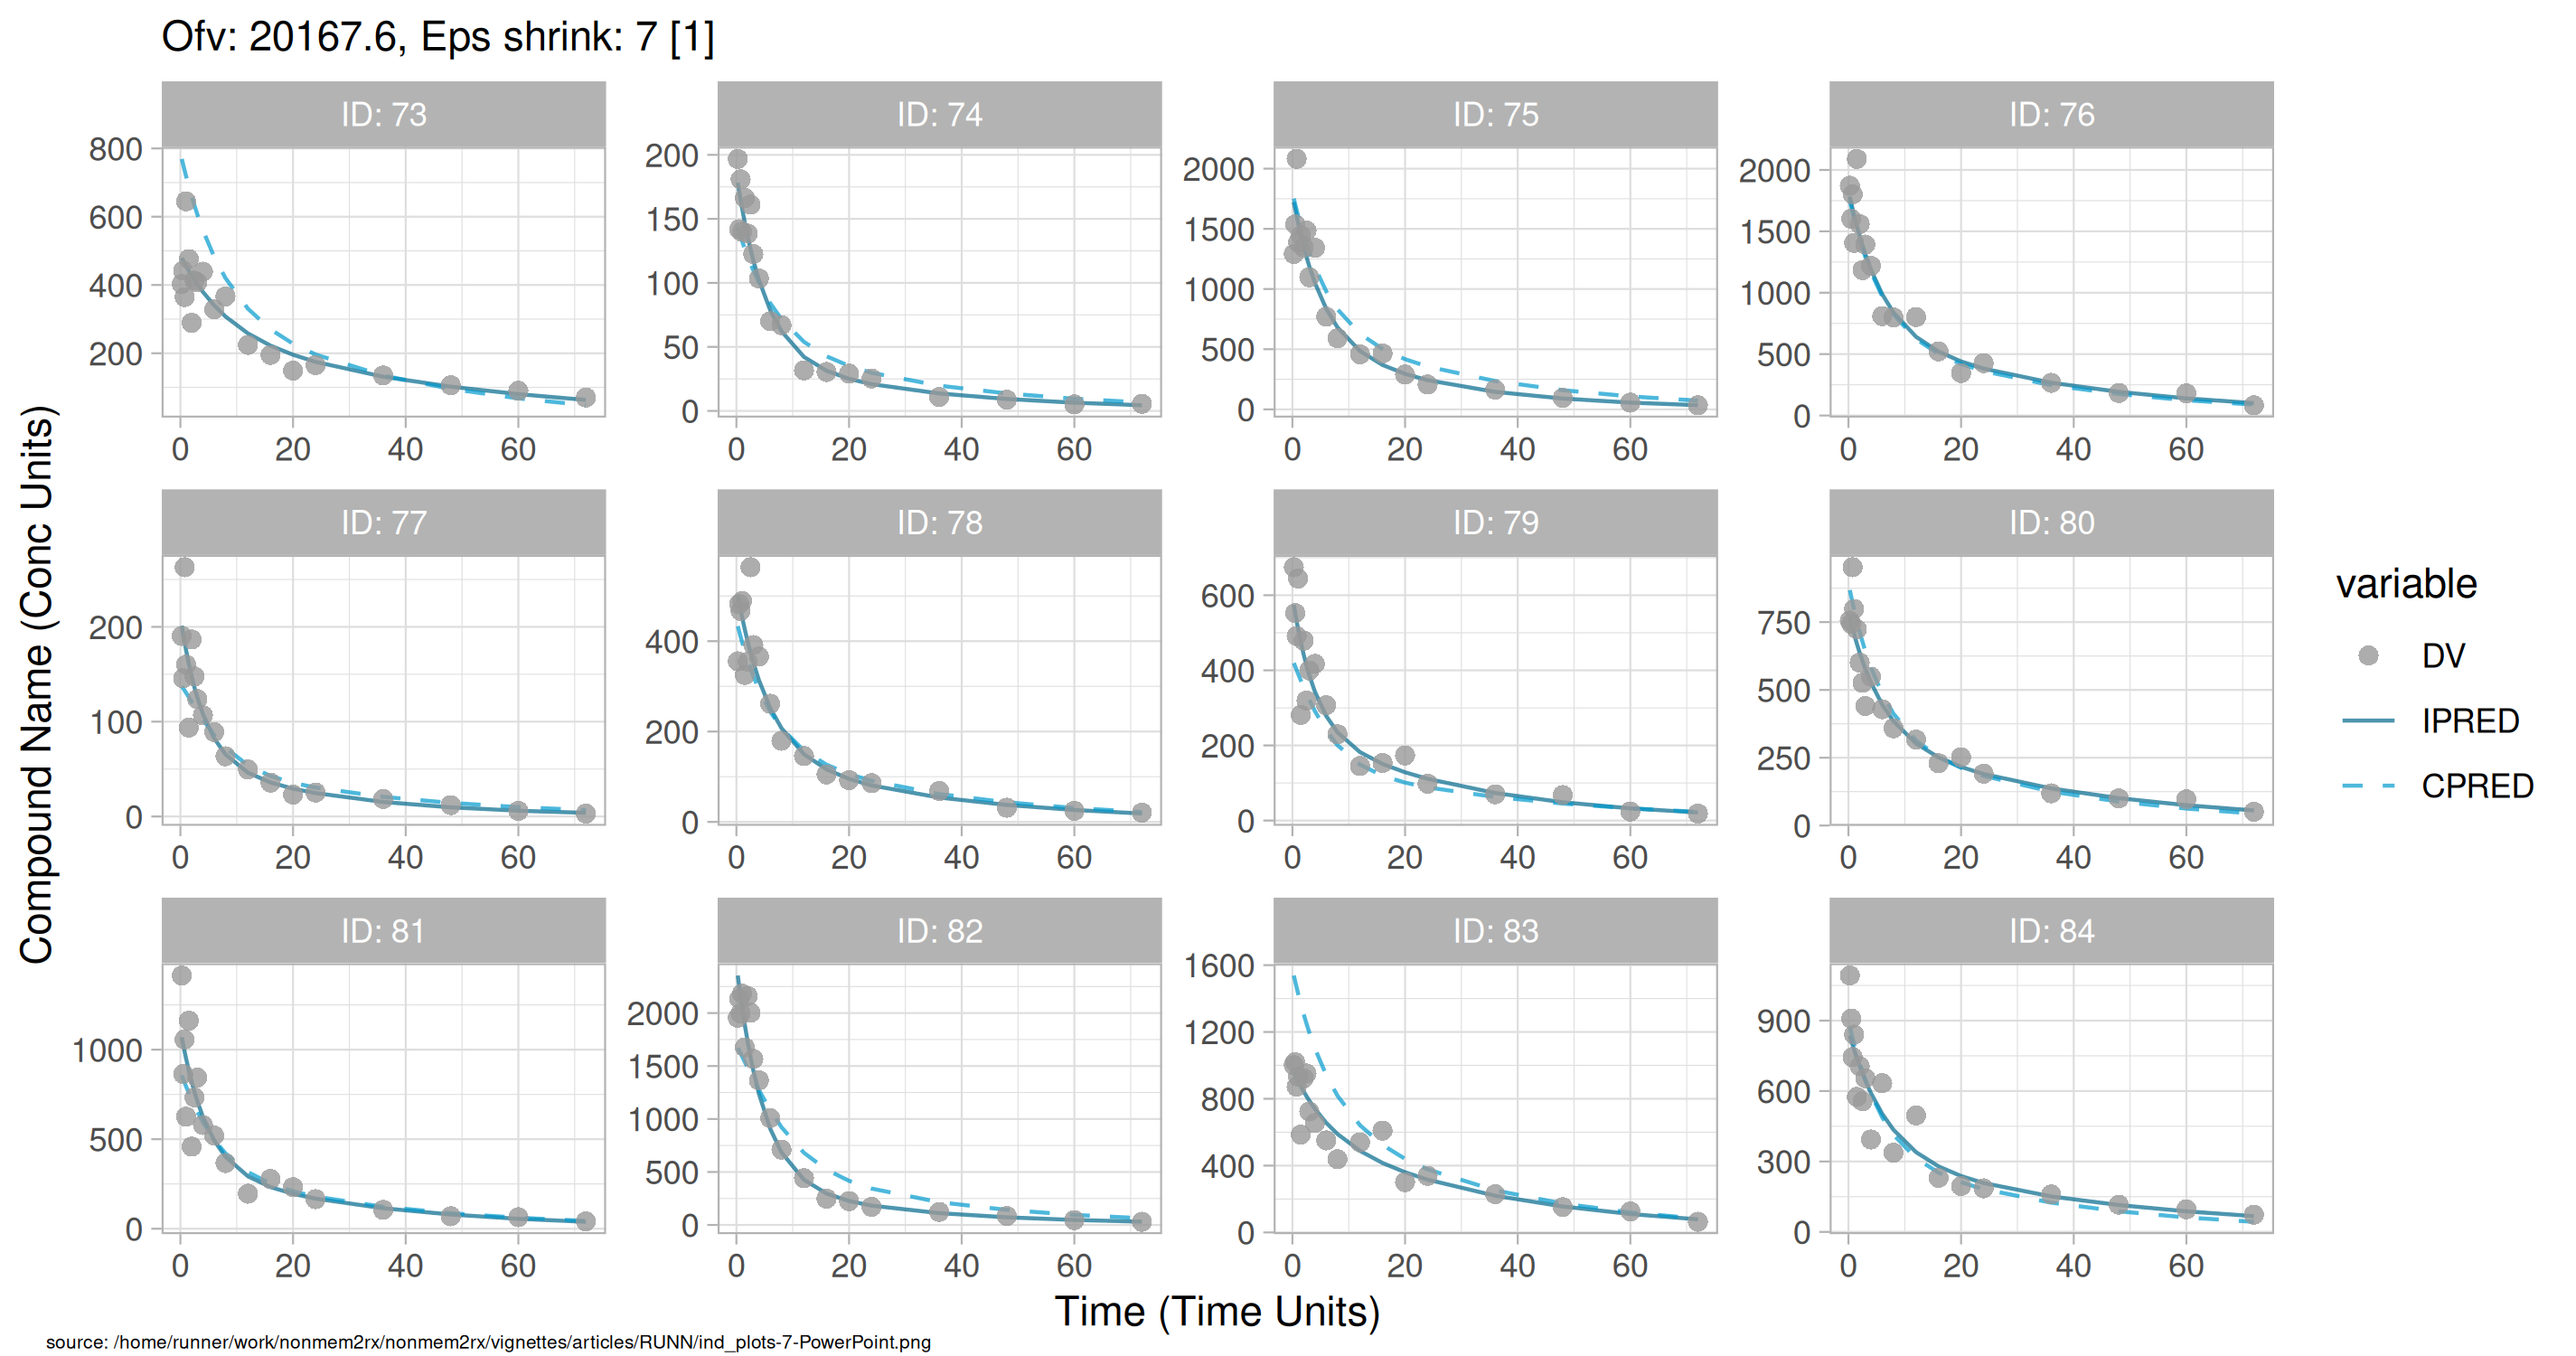 Ofv: 20167.6, Eps shrink: 7 [1]
ID: 73 ID: 74 ID: 75 ID: 76
800
600
400
200
0 20 40 60
200
150
100
50
0
0 20 40 60
2000
1500
1000
500
0
0 20 40 60
2000
1500
1000
500
0
0 20 40 60
ID: 77 ID: 78 ID: 79 ID: 80
200
100
0
0 20 40 60
400
200
0
0 20 40 60
600
400
200
0
0 20 40 60
750
500
250
0
0 20 40 60
ID: 81 ID: 82 ID: 83 ID: 84
1000
500
0
0 20 40 60
2000
1500
1000
500
0
0 20 40 60
1600
1200
800
400
0
0 20 40 60
900
600
300
0
0 20 40 60
Compound Name (Conc Units)
Time (Time Units)
variable
DV
IPRED
CPRED
source: /home/runner/work/nonmem2rx/nonmem2rx/vignettes/articles/RUNN/ind_plots-7-PowerPoint.png